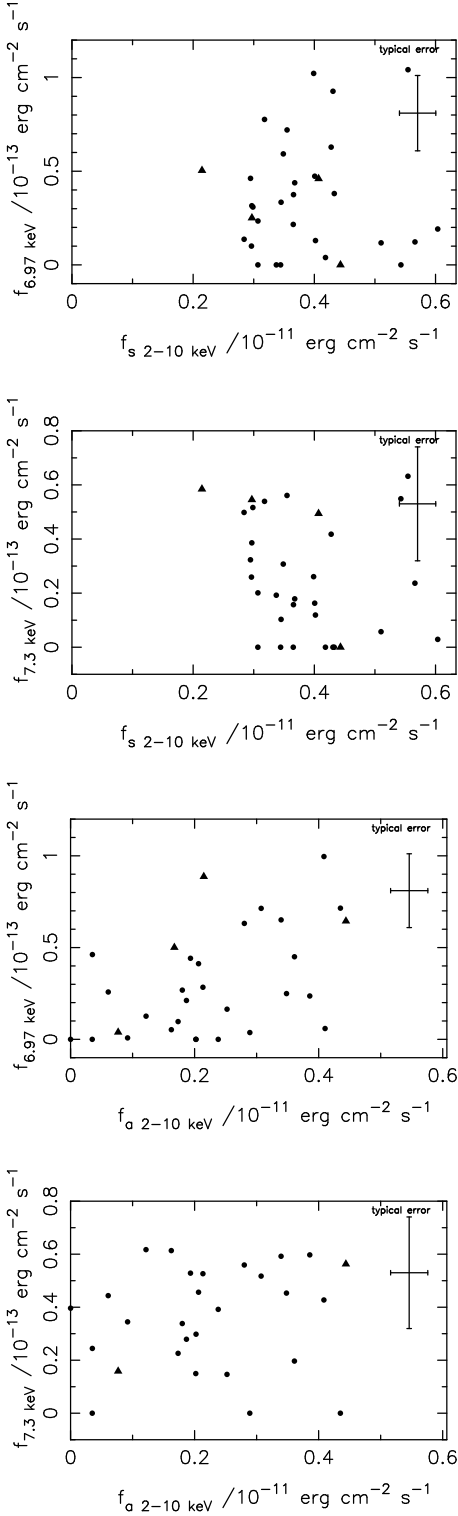 typical error
1
0.5
0
f6.97 keV /10−13 erg cm−2 s−1
0 0.2 0.4 0.6
fs 2−10 keV /10−11 erg cm−2 s−1
typical error
0.8
0.6
0.4
0.2
0
f7.3 keV /10−13 erg cm−2 s−1
0 0.2 0.4 0.6
fs 2−10 keV /10−11 erg cm−2 s−1
typical error
1
0.5
0
f6.97 keV /10−13 erg cm−2 s−1
0 0.2 0.4 0.6
fa 2−10 keV /10−11 erg cm−2 s−1
typical error
0.8
0.6
0.4
0.2
0
f7.3 keV /10−13 erg cm−2 s−1
0 0.2 0.4 0.6
fa 2−10 keV /10−11 erg cm−2 s−1